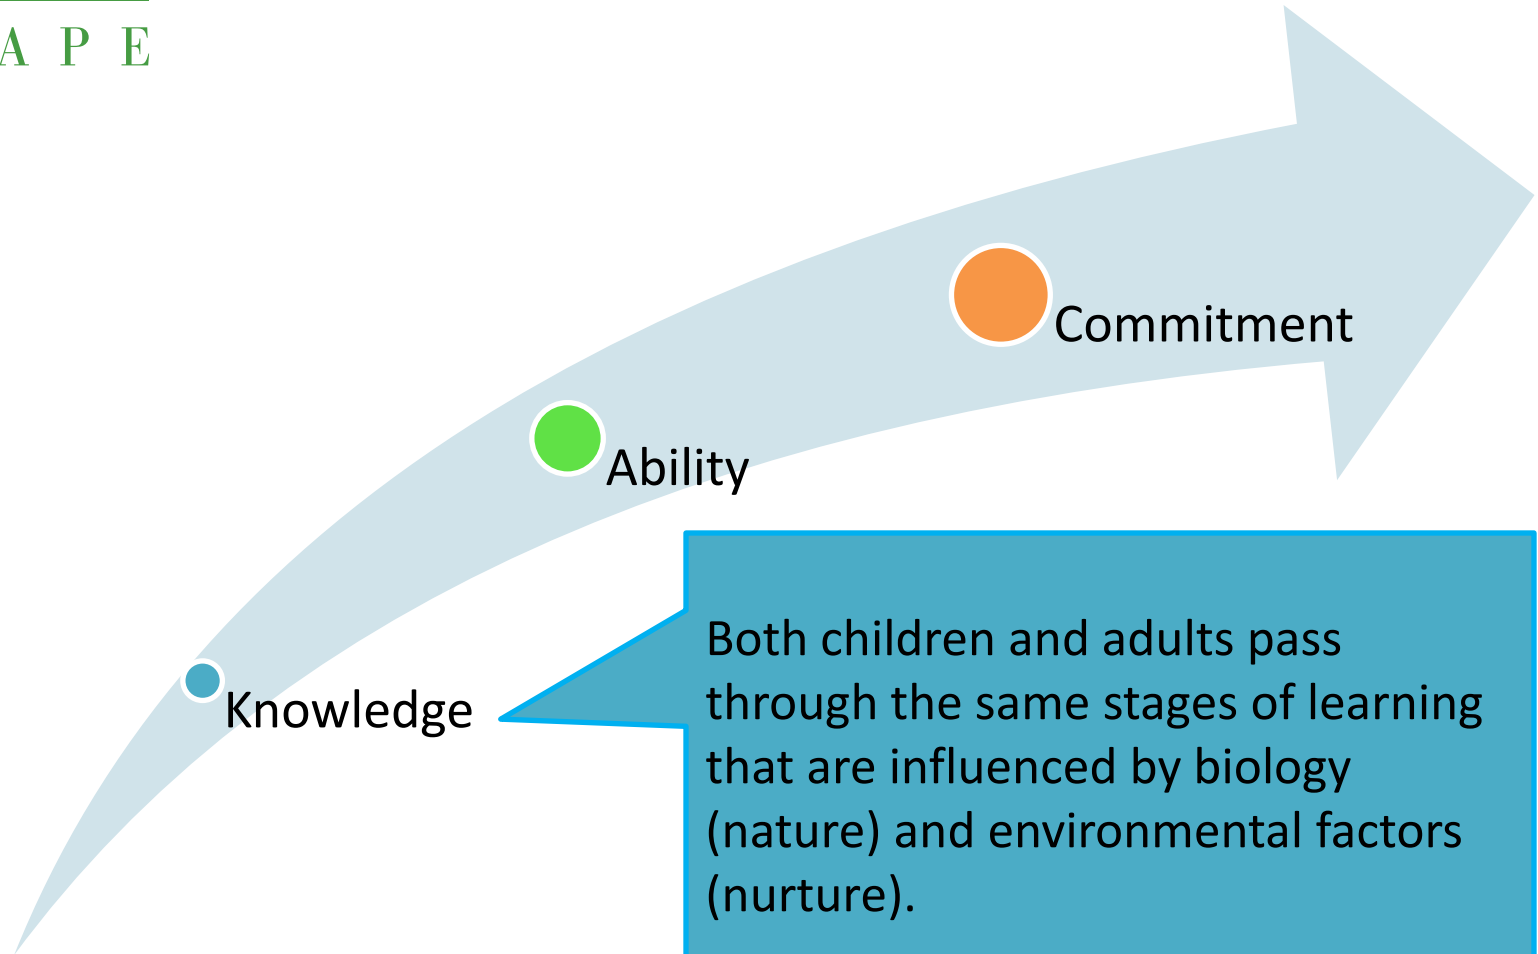 A P E
Commitment
Ability
Knowledge
Both children and adults pass
through the same stages of learning
that are influenced by biology
(nature) and environmental factors
(nurture).